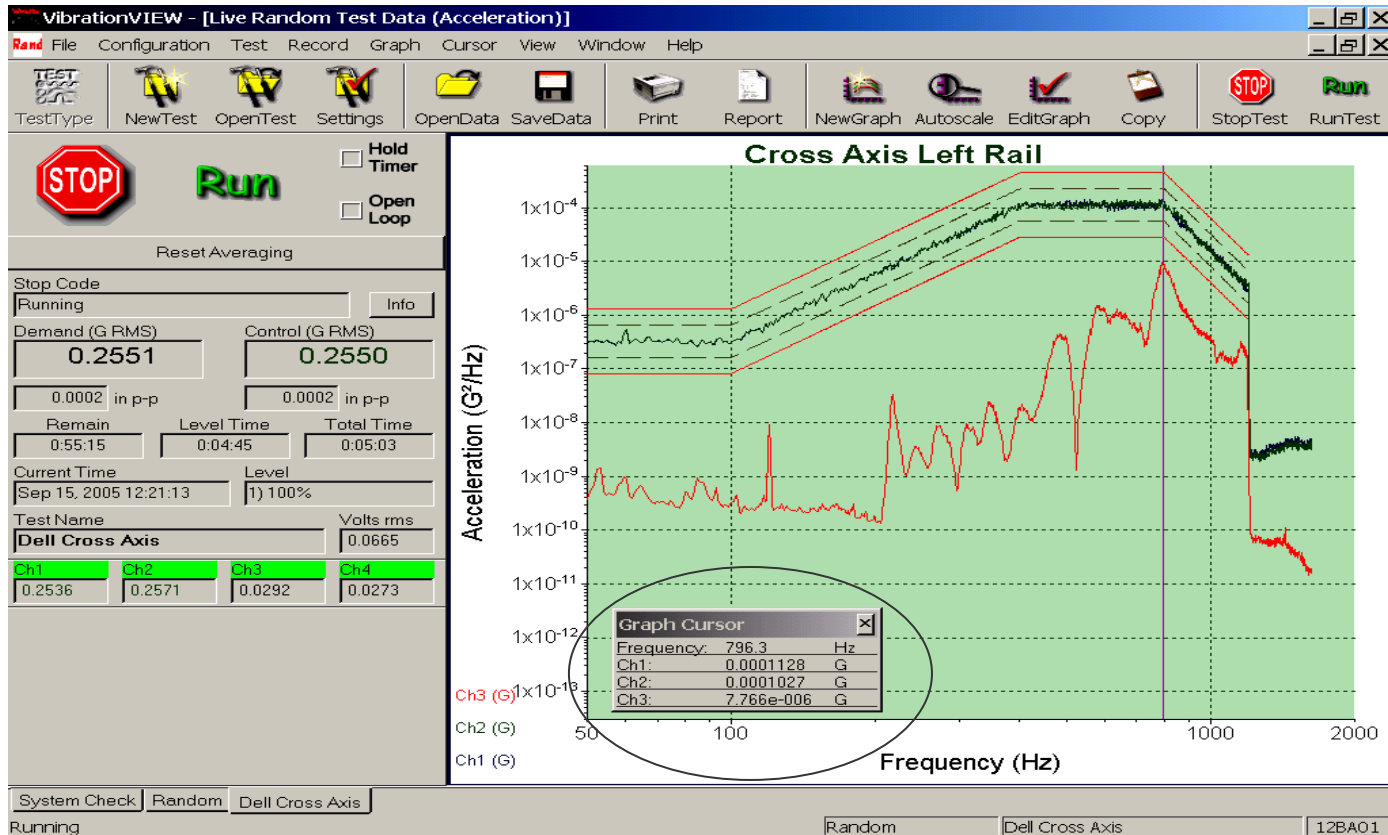 VibrationVIEW - [Live Random Test Data (Acceleration)]
Rand File Configuration Test Record Graph Cursor View Window Help
TEST
TestType NewTest OpenTest Settings OpenData SaveData Print Report NewGraph Autoscale EditGraph Copy STOP StopTest Run RunTest
STOP Run
Hold Timer
Open Loop
Reset Averaging
Stop Code
Running Info
Demand (G RMS) Control (G RMS)
0.2551 0.2550
0.0002 in p-p 0.0002 in p-p
Remain Level Time Total Time
0:55:15 0:04:45 0:05:03
Current Time Level
Sep 15, 2005 12:21:13 1) 100%
Test Name Volts rms
Dell Cross Axis 0.0665
Ch1 Ch2 Ch3 Ch4
0.2536 0.2571 0.0292 0.0273
Cross Axis Left Rail
Acceleration (G²/Hz)
1x10-4
1x10-5
1x10-6
1x10-7
1x10-8
1x10-9
1x10-10
1x10-11
1x10-12
1x10-13
Graph Cursor
Frequency: 796.3 Hz
Ch1: 0.0001128 G
Ch2: 0.0001027 G
Ch3: 7.766e-006 G
Ch3 (G)
Ch2 (G)
Ch1 (G)
50 100 1000 2000
Frequency (Hz)
System Check Random Dell Cross Axis
Running Random Dell Cross Axis 12BA01